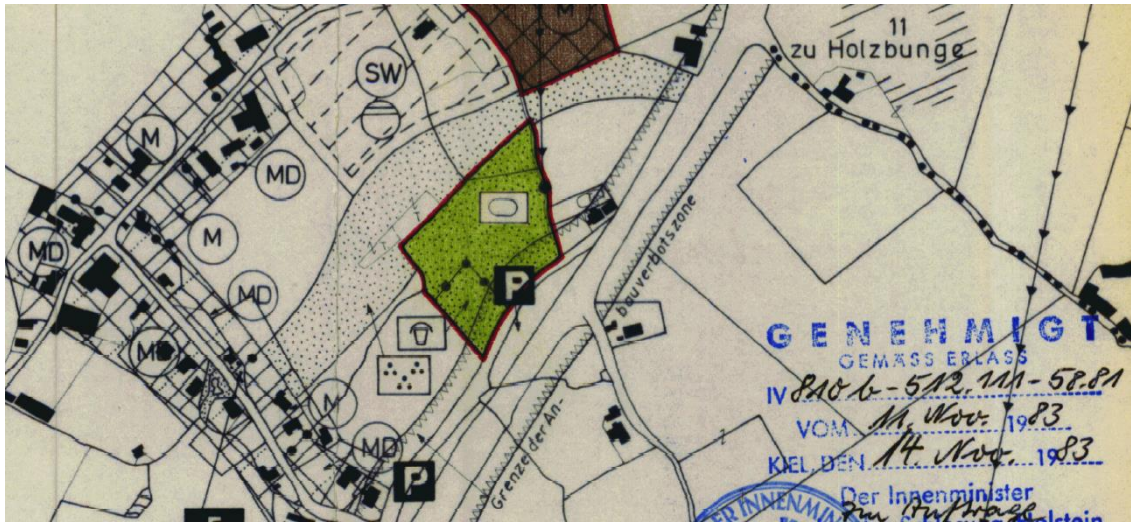 M
11
zu Holzbunge
SW
M
MD
M
MD
MD
MD
P
bauverbotszone
M
MD
P
Grenze der An-
GENEHMIGT
GEMÄSS ERLASS
IV 810 b - 512.111 - 58.81
VOM 11. Nov. 1983
KIEL, DEN 14. Nov. 1983
Der Innenminister
Im Auftrage